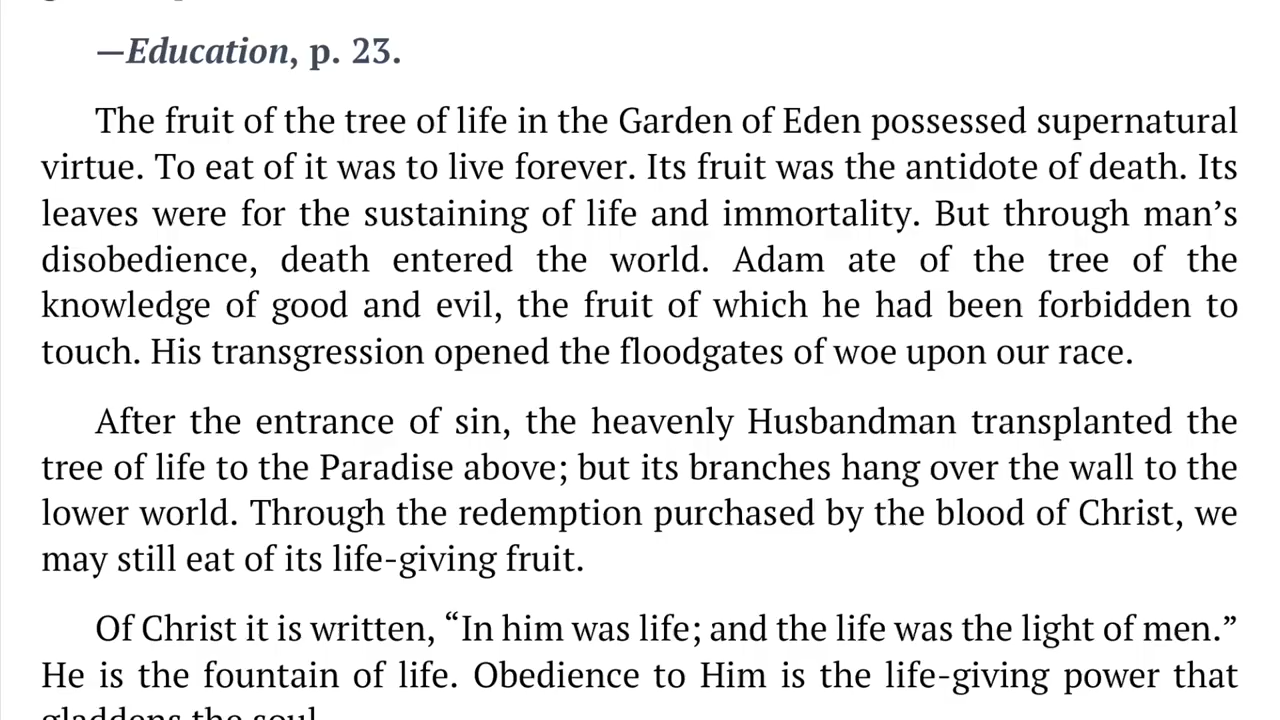 —Education, p. 23.
The fruit of the tree of life in the Garden of Eden possessed supernatural
virtue. To eat of it was to live forever. Its fruit was the antidote of death. Its
leaves were for the sustaining of life and immortality. But through man’s
disobedience, death entered the world. Adam ate of the tree of the
knowledge of good and evil, the fruit of which he had been forbidden to
touch. His transgression opened the floodgates of woe upon our race.
After the entrance of sin, the heavenly Husbandman transplanted the
tree of life to the Paradise above; but its branches hang over the wall to the
lower world. Through the redemption purchased by the blood of Christ, we
may still eat of its life-giving fruit.
Of Christ it is written, “In him was life; and the life was the light of men.”
He is the fountain of life. Obedience to Him is the life-giving power that
gladdens the soul.